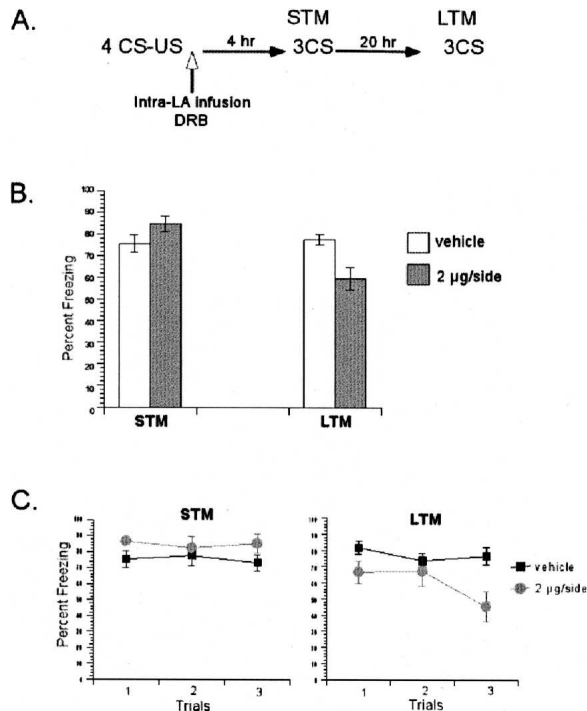 A.
STM LTM
4 CS-US 4 hr 3CS 20 hr 3CS
Intra-LA infusion
DRB
B.
Percent Freezing
100
90
80
70
60
50
40
30
20
10
0
STM LTM
vehicle
2 µg/side
C.
STM
Percent Freezing
1 2 3
Trials
LTM
1 2 3
Trials
vehicle
2 µg/side